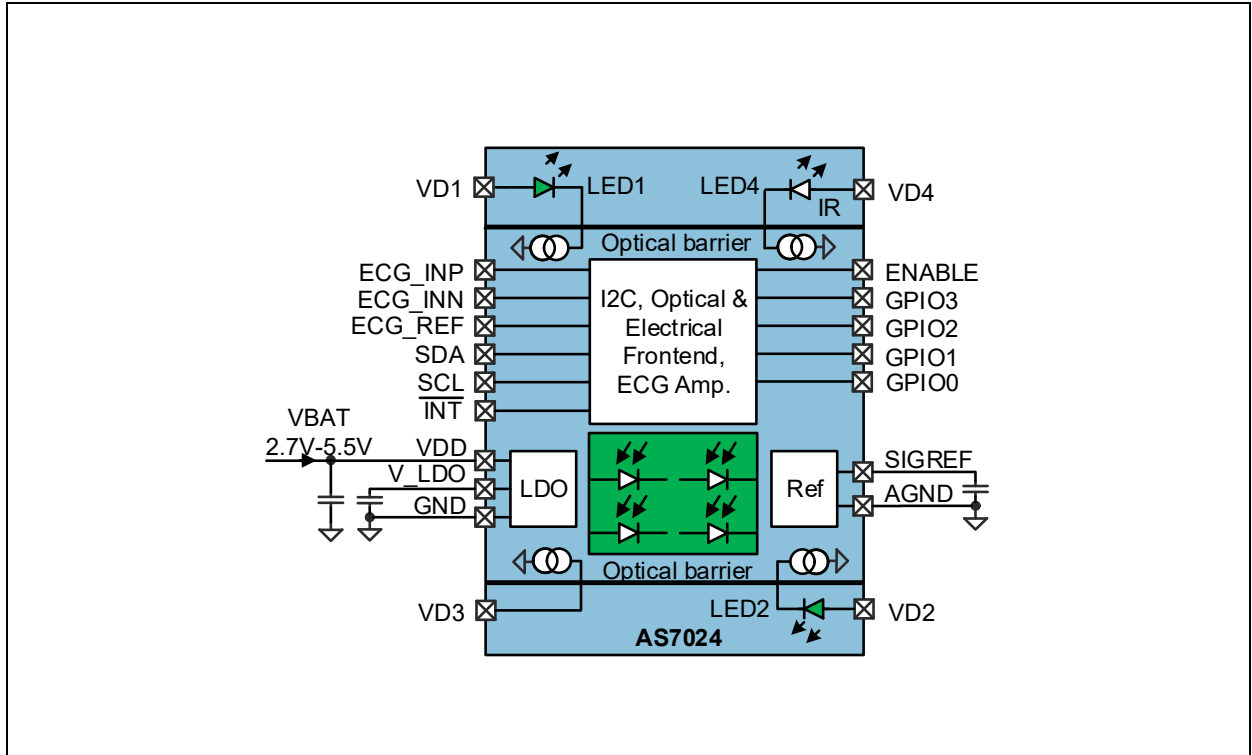 VD1
LED1
LED4
IR
VD4
Optical barrier
ECG_INP
ECG_INN
ECG_REF
SDA
SCL
INT
I2C, Optical &
Electrical
Frontend,
ECG Amp.
ENABLE
GPIO3
GPIO2
GPIO1
GPIO0
VBAT
2.7V-5.5V
VDD
V_LDO
GND
LDO
Ref
SIGREF
AGND
Optical barrier
VD3
LED2
VD2
AS7024